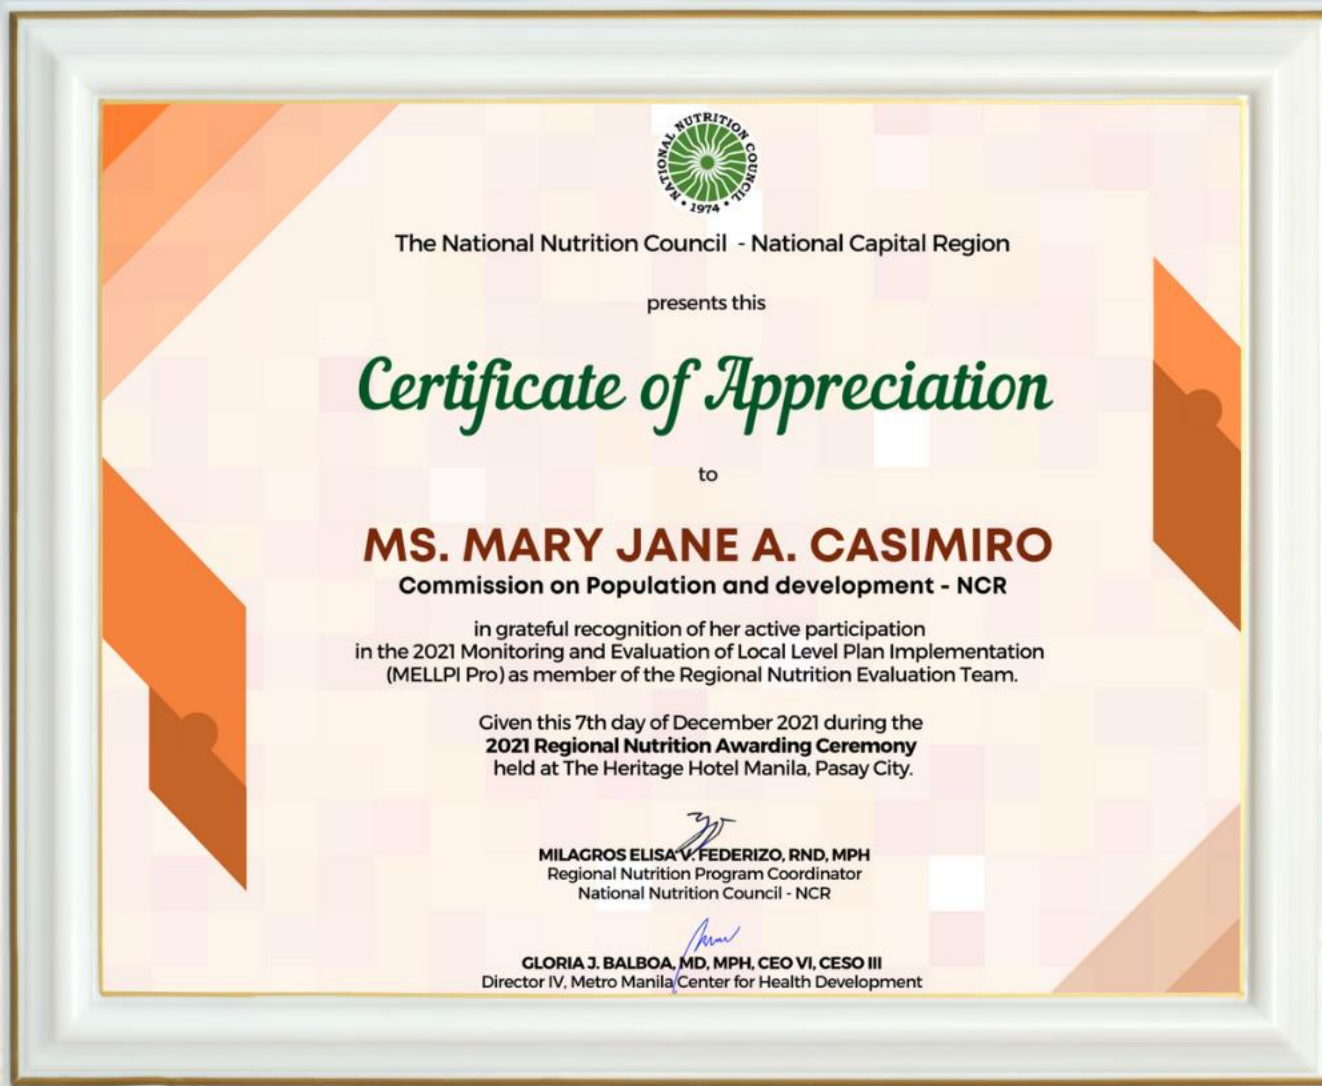 NATIONAL NUTRITION COUNCIL
• 1974 •
The National Nutrition Council - National Capital Region
presents this
Certificate of Appreciation
to
MS. MARY JANE A. CASIMIRO
Commission on Population and development - NCR
in grateful recognition of her active participation
in the 2021 Monitoring and Evaluation of Local Level Plan Implementation
(MELLPI Pro) as member of the Regional Nutrition Evaluation Team.
Given this 7th day of December 2021 during the
2021 Regional Nutrition Awarding Ceremony
held at The Heritage Hotel Manila, Pasay City.
MILAGROS ELISA V. FEDERIZO, RND, MPH
Regional Nutrition Program Coordinator
National Nutrition Council - NCR
GLORIA J. BALBOA, MD, MPH, CEO VI, CESO III
Director IV, Metro Manila Center for Health Development